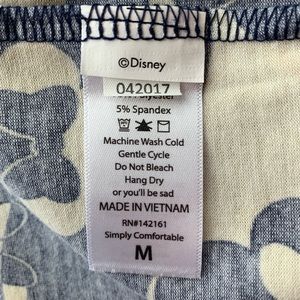 ©Disney
042017
5% Spandex
Machine Wash Cold
Gentle Cycle
Do Not Bleach
Hang Dry
or you'll be sad
MADE IN VIETNAM
RN#142161
Simply Comfortable
M